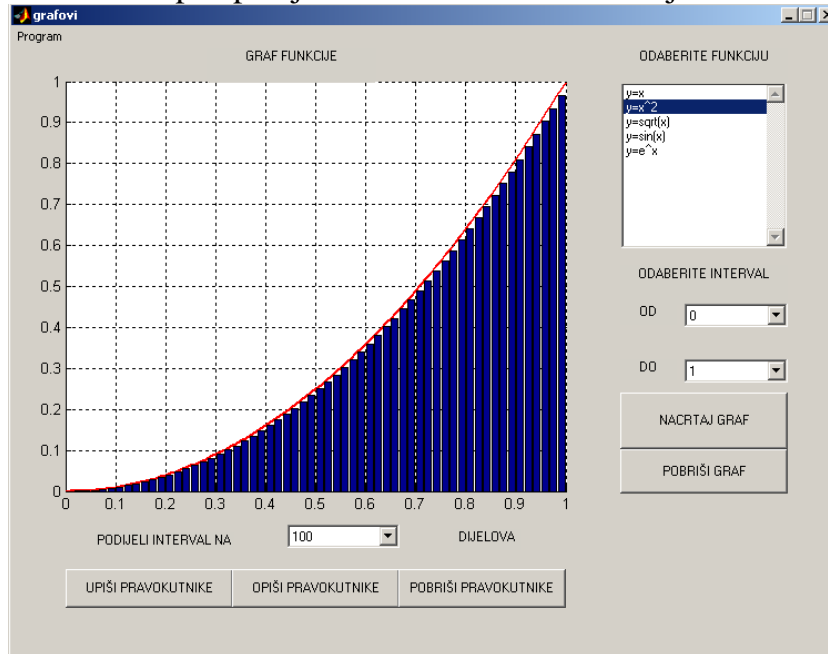 grafovi
Program
GRAF FUNKCIJE
1
0.9
0.8
0.7
0.6
0.5
0.4
0.3
0.2
0.1
0
0 0.1 0.2 0.3 0.4 0.5 0.6 0.7 0.8 0.9 1
PODIJELI INTERVAL NA 100 DIJELOVA
UPIŠI PRAVOKUTNIKE OPIŠI PRAVOKUTNIKE POBRIŠI PRAVOKUTNIKE
ODABERITE FUNKCIJU
y=x
y=x^2
y=sqrt(x)
y=sin(x)
y=e^x
ODABERITE INTERVAL
OD 0
DO 1
NACRTAJ GRAF
POBRIŠI GRAF